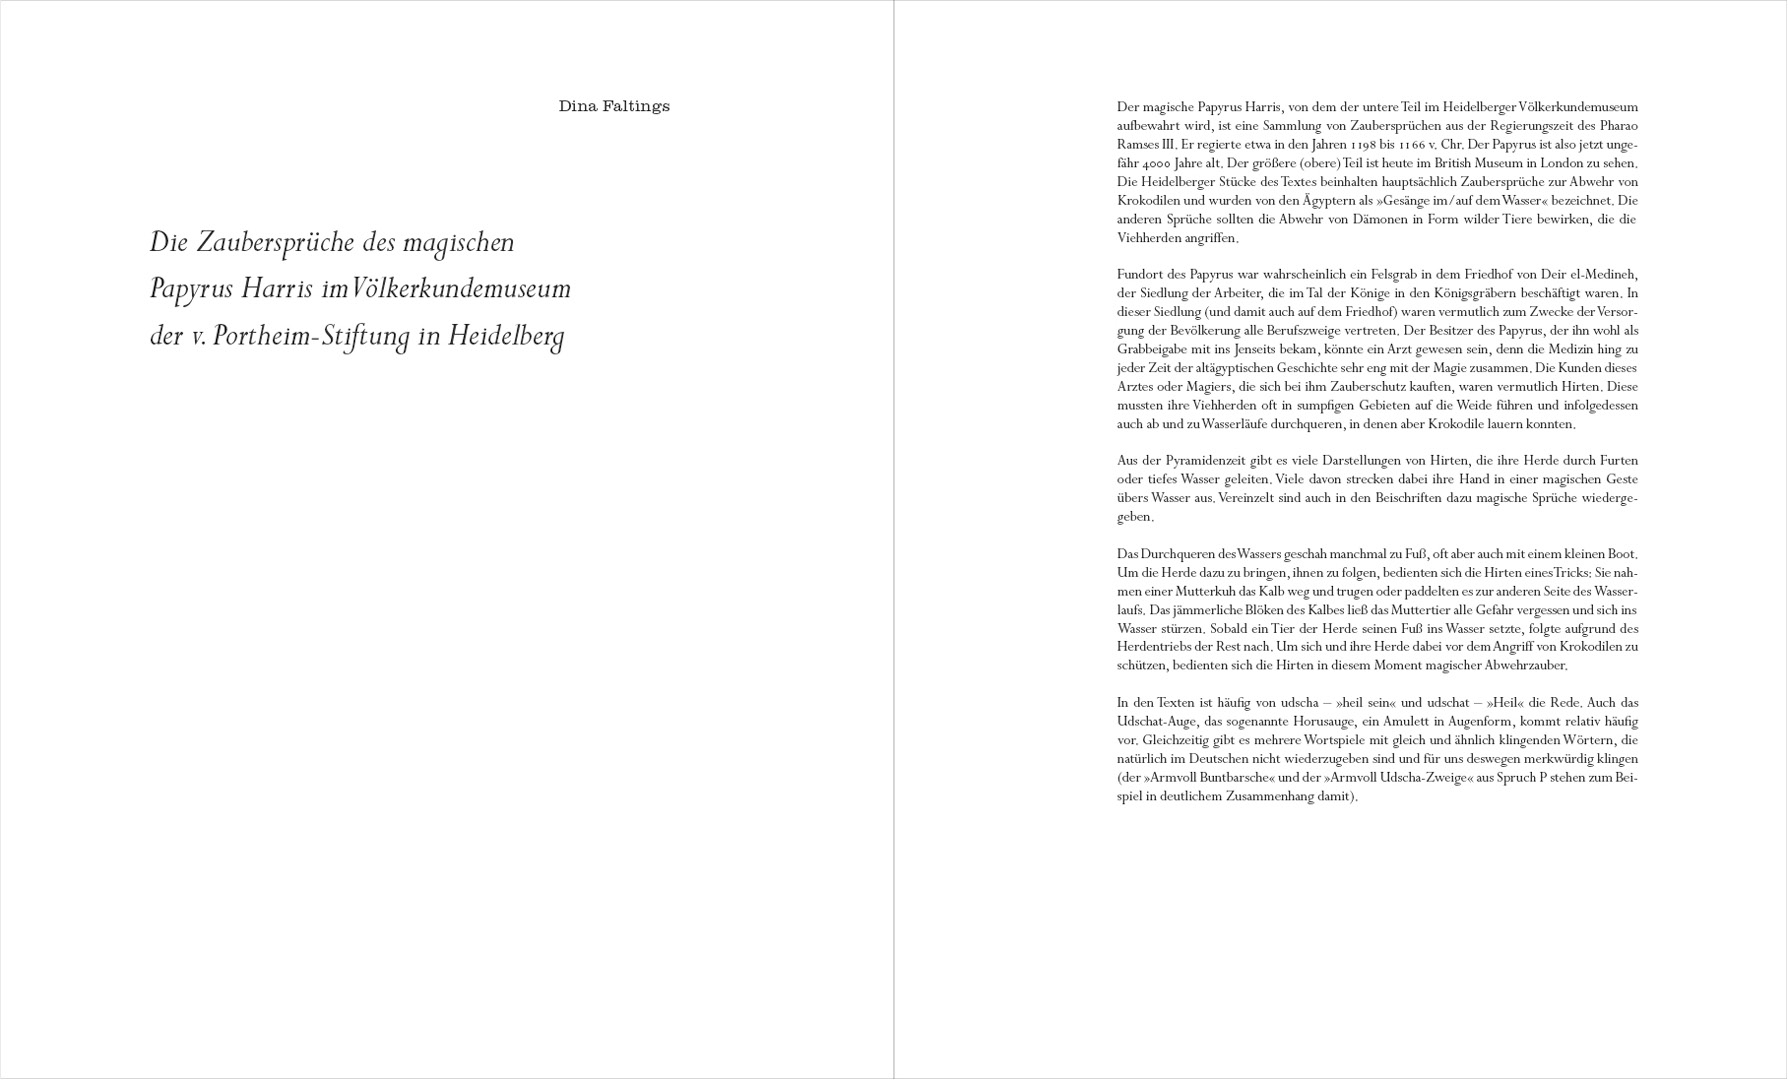 Dina Faltings
Die Zaubersprüche des magischen
Papyrus Harris im Völkerkundemuseum
der v. Portheim-Stiftung in Heidelberg
Der magische Papyrus Harris, von dem der untere Teil im Heidelberger Völkerkundemuseum
aufbewahrt wird, ist eine Sammlung von Zaubersprüchen aus der Regierungszeit des Pharao
Ramses III. Er regierte etwa in den Jahren 1198 bis 1166 v. Chr. Der Papyrus ist also jetzt unge-
fähr 4000 Jahre alt. Der größere (obere) Teil ist heute im British Museum in London zu sehen.
Die Heidelberger Stücke des Textes beinhalten hauptsächlich Zaubersprüche zur Abwehr von
Krokodilen und wurden von den Ägyptern als »Gesänge im/auf dem Wasser« bezeichnet. Die
anderen Sprüche sollten die Abwehr von Dämonen in Form wilder Tiere bewirken, die die
Viehherden angriffen.
Fundort des Papyrus war wahrscheinlich ein Felsgrab in dem Friedhof von Deir el-Medineh,
der Siedlung der Arbeiter, die im Tal der Könige in den Königsgräbern beschäftigt waren. In
dieser Siedlung (und damit auch auf dem Friedhof) waren vermutlich zum Zwecke der Versor-
gung der Bevölkerung alle Berufszweige vertreten. Der Besitzer des Papyrus, der ihn wohl als
Grabbeigabe mit ins Jenseits bekam, könnte ein Arzt gewesen sein, denn die Medizin hing zu
jeder Zeit der altägyptischen Geschichte sehr eng mit der Magie zusammen. Die Kunden dieses
Arztes oder Magiers, die sich bei ihm Zauberschutz kauften, waren vermutlich Hirten. Diese
mussten ihre Viehherden oft in sumpfigen Gebieten auf die Weide führen und infolgedessen
auch ab und zu Wasserläufe durchqueren, in denen aber Krokodile lauern konnten.
Aus der Pyramidenzeit gibt es viele Darstellungen von Hirten, die ihre Herde durch Furten
oder tiefes Wasser geleiten. Viele davon strecken dabei ihre Hand in einer magischen Geste
übers Wasser aus. Vereinzelt sind auch in den Beischriften dazu magische Sprüche wiederge-
geben.
Das Durchqueren des Wassers geschah manchmal zu Fuß, oft aber auch mit einem kleinen Boot.
Um die Herde dazu zu bringen, ihnen zu folgen, bedienten sich die Hirten eines Tricks: Sie nah-
men einer Mutterkuh das Kalb weg und trugen oder paddelten es zur anderen Seite des Wasser-
laufs. Das jämmerliche Blöken des Kalbes ließ das Muttertier alle Gefahr vergessen und sich ins
Wasser stürzen. Sobald ein Tier der Herde seinen Fuß ins Wasser setzte, folgte aufgrund des
Herdentriebs der Rest nach. Um sich und ihre Herde dabei vor dem Angriff von Krokodilen zu
schützen, bedienten sich die Hirten in diesem Moment magischer Abwehrzauber.
In den Texten ist häufig von udscha – »heil sein« und udschat – »Heil« die Rede. Auch das
Udschat-Auge, das sogenannte Horusauge, ein Amulett in Augenform, kommt relativ häufig
vor. Gleichzeitig gibt es mehrere Wortspiele mit gleich und ähnlich klingenden Wörtern, die
natürlich im Deutschen nicht wiederzugeben sind und für uns deswegen merkwürdig klingen
(der »Armvoll Buntbarsche« und der »Armvoll Udscha-Zweige« aus Spruch P stehen zum Bei-
spiel in deutlichem Zusammenhang damit).